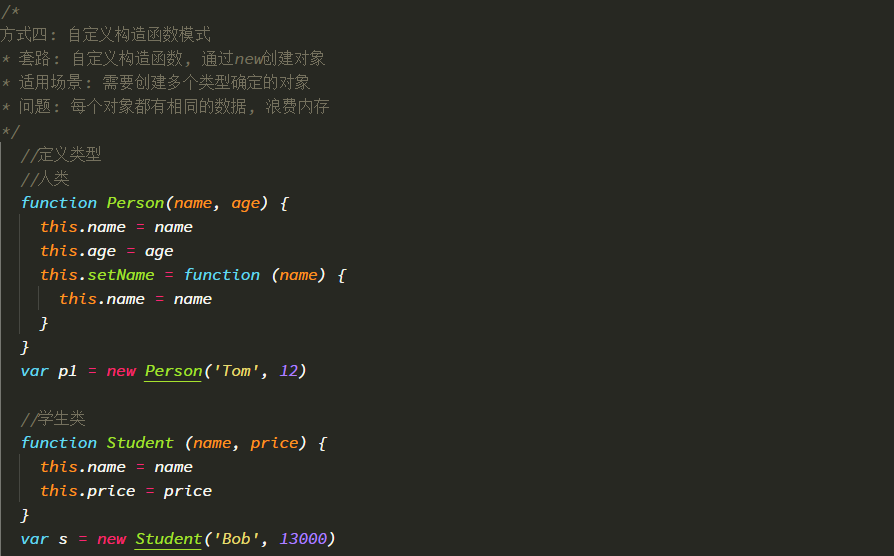 /*
方式四: 自定义构造函数模式
* 套路: 自定义构造函数, 通过new创建对象
* 适用场景: 需要创建多个类型确定的对象
* 问题: 每个对象都有相同的数据, 浪费内存
*/
//定义类型
//人类
function Person(name, age) {
this.name = name
this.age = age
this.setName = function (name) {
this.name = name
}
}
var p1 = new Person('Tom', 12)
//学生类
function Student (name, price) {
this.name = name
this.price = price
}
var s = new Student('Bob', 13000)